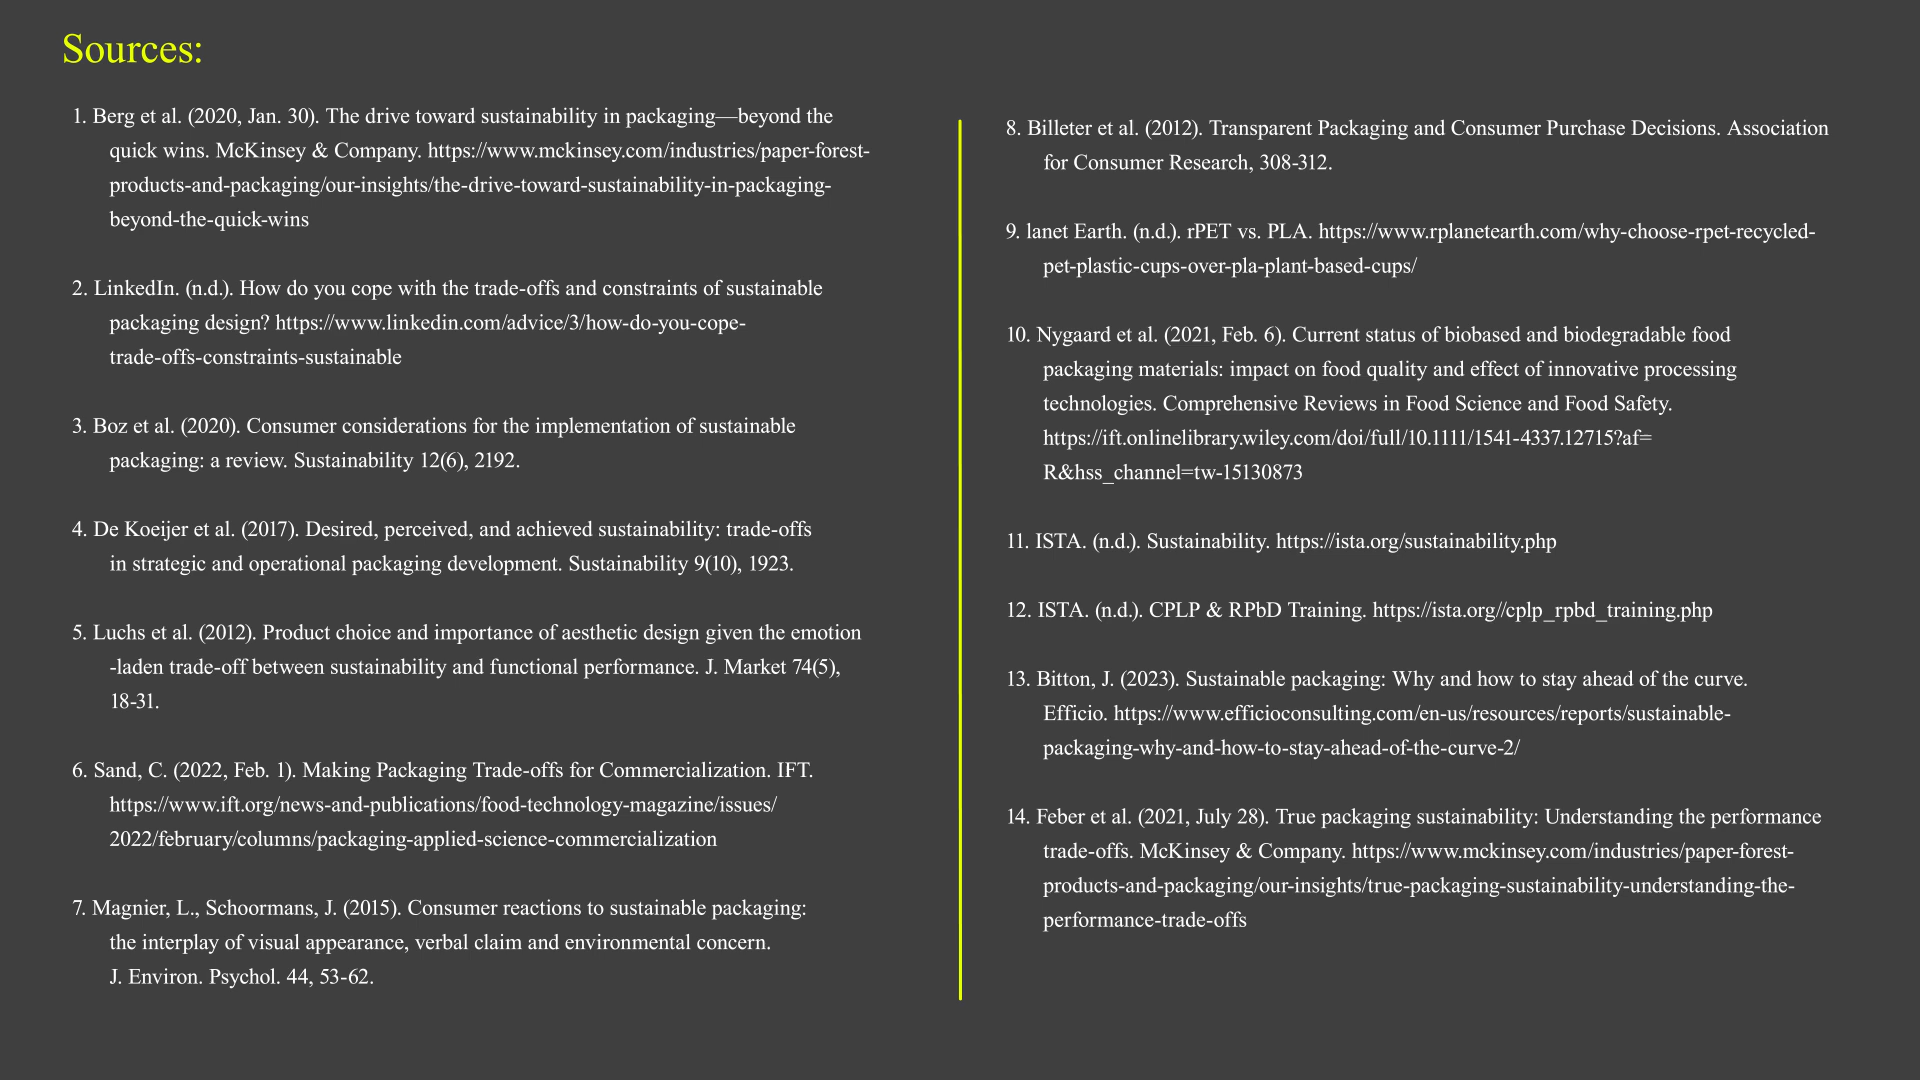 Sources:
1. Berg et al. (2020, Jan. 30). The drive toward sustainability in packaging—beyond the
quick wins. McKinsey & Company. https://www.mckinsey.com/industries/paper-forest-
products-and-packaging/our-insights/the-drive-toward-sustainability-in-packaging-
beyond-the-quick-wins
2. LinkedIn. (n.d.). How do you cope with the trade-offs and constraints of sustainable
packaging design? https://www.linkedin.com/advice/3/how-do-you-cope-
trade-offs-constraints-sustainable
3. Boz et al. (2020). Consumer considerations for the implementation of sustainable
packaging: a review. Sustainability 12(6), 2192.
4. De Koeijer et al. (2017). Desired, perceived, and achieved sustainability: trade-offs
in strategic and operational packaging development. Sustainability 9(10), 1923.
5. Luchs et al. (2012). Product choice and importance of aesthetic design given the emotion
-laden trade-off between sustainability and functional performance. J. Market 74(5),
18-31.
6. Sand, C. (2022, Feb. 1). Making Packaging Trade-offs for Commercialization. IFT.
https://www.ift.org/news-and-publications/food-technology-magazine/issues/
2022/february/columns/packaging-applied-science-commercialization
7. Magnier, L., Schoormans, J. (2015). Consumer reactions to sustainable packaging:
the interplay of visual appearance, verbal claim and environmental concern.
J. Environ. Psychol. 44, 53-62.
8. Billeter et al. (2012). Transparent Packaging and Consumer Purchase Decisions. Association
for Consumer Research, 308-312.
9. lanet Earth. (n.d.). rPET vs. PLA. https://www.rplanetearth.com/why-choose-rpet-recycled-
pet-plastic-cups-over-pla-plant-based-cups/
10. Nygaard et al. (2021, Feb. 6). Current status of biobased and biodegradable food
packaging materials: impact on food quality and effect of innovative processing
technologies. Comprehensive Reviews in Food Science and Food Safety.
https://ift.onlinelibrary.wiley.com/doi/full/10.1111/1541-4337.12715?af=
R&hss_channel=tw-15130873
11. ISTA. (n.d.). Sustainability. https://ista.org/sustainability.php
12. ISTA. (n.d.). CPLP & RPbD Training. https://ista.org//cplp_rpbd_training.php
13. Bitton, J. (2023). Sustainable packaging: Why and how to stay ahead of the curve.
Efficio. https://www.efficioconsulting.com/en-us/resources/reports/sustainable-
packaging-why-and-how-to-stay-ahead-of-the-curve-2/
14. Feber et al. (2021, July 28). True packaging sustainability: Understanding the performance
trade-offs. McKinsey & Company. https://www.mckinsey.com/industries/paper-forest-
products-and-packaging/our-insights/true-packaging-sustainability-understanding-the-
performance-trade-offs